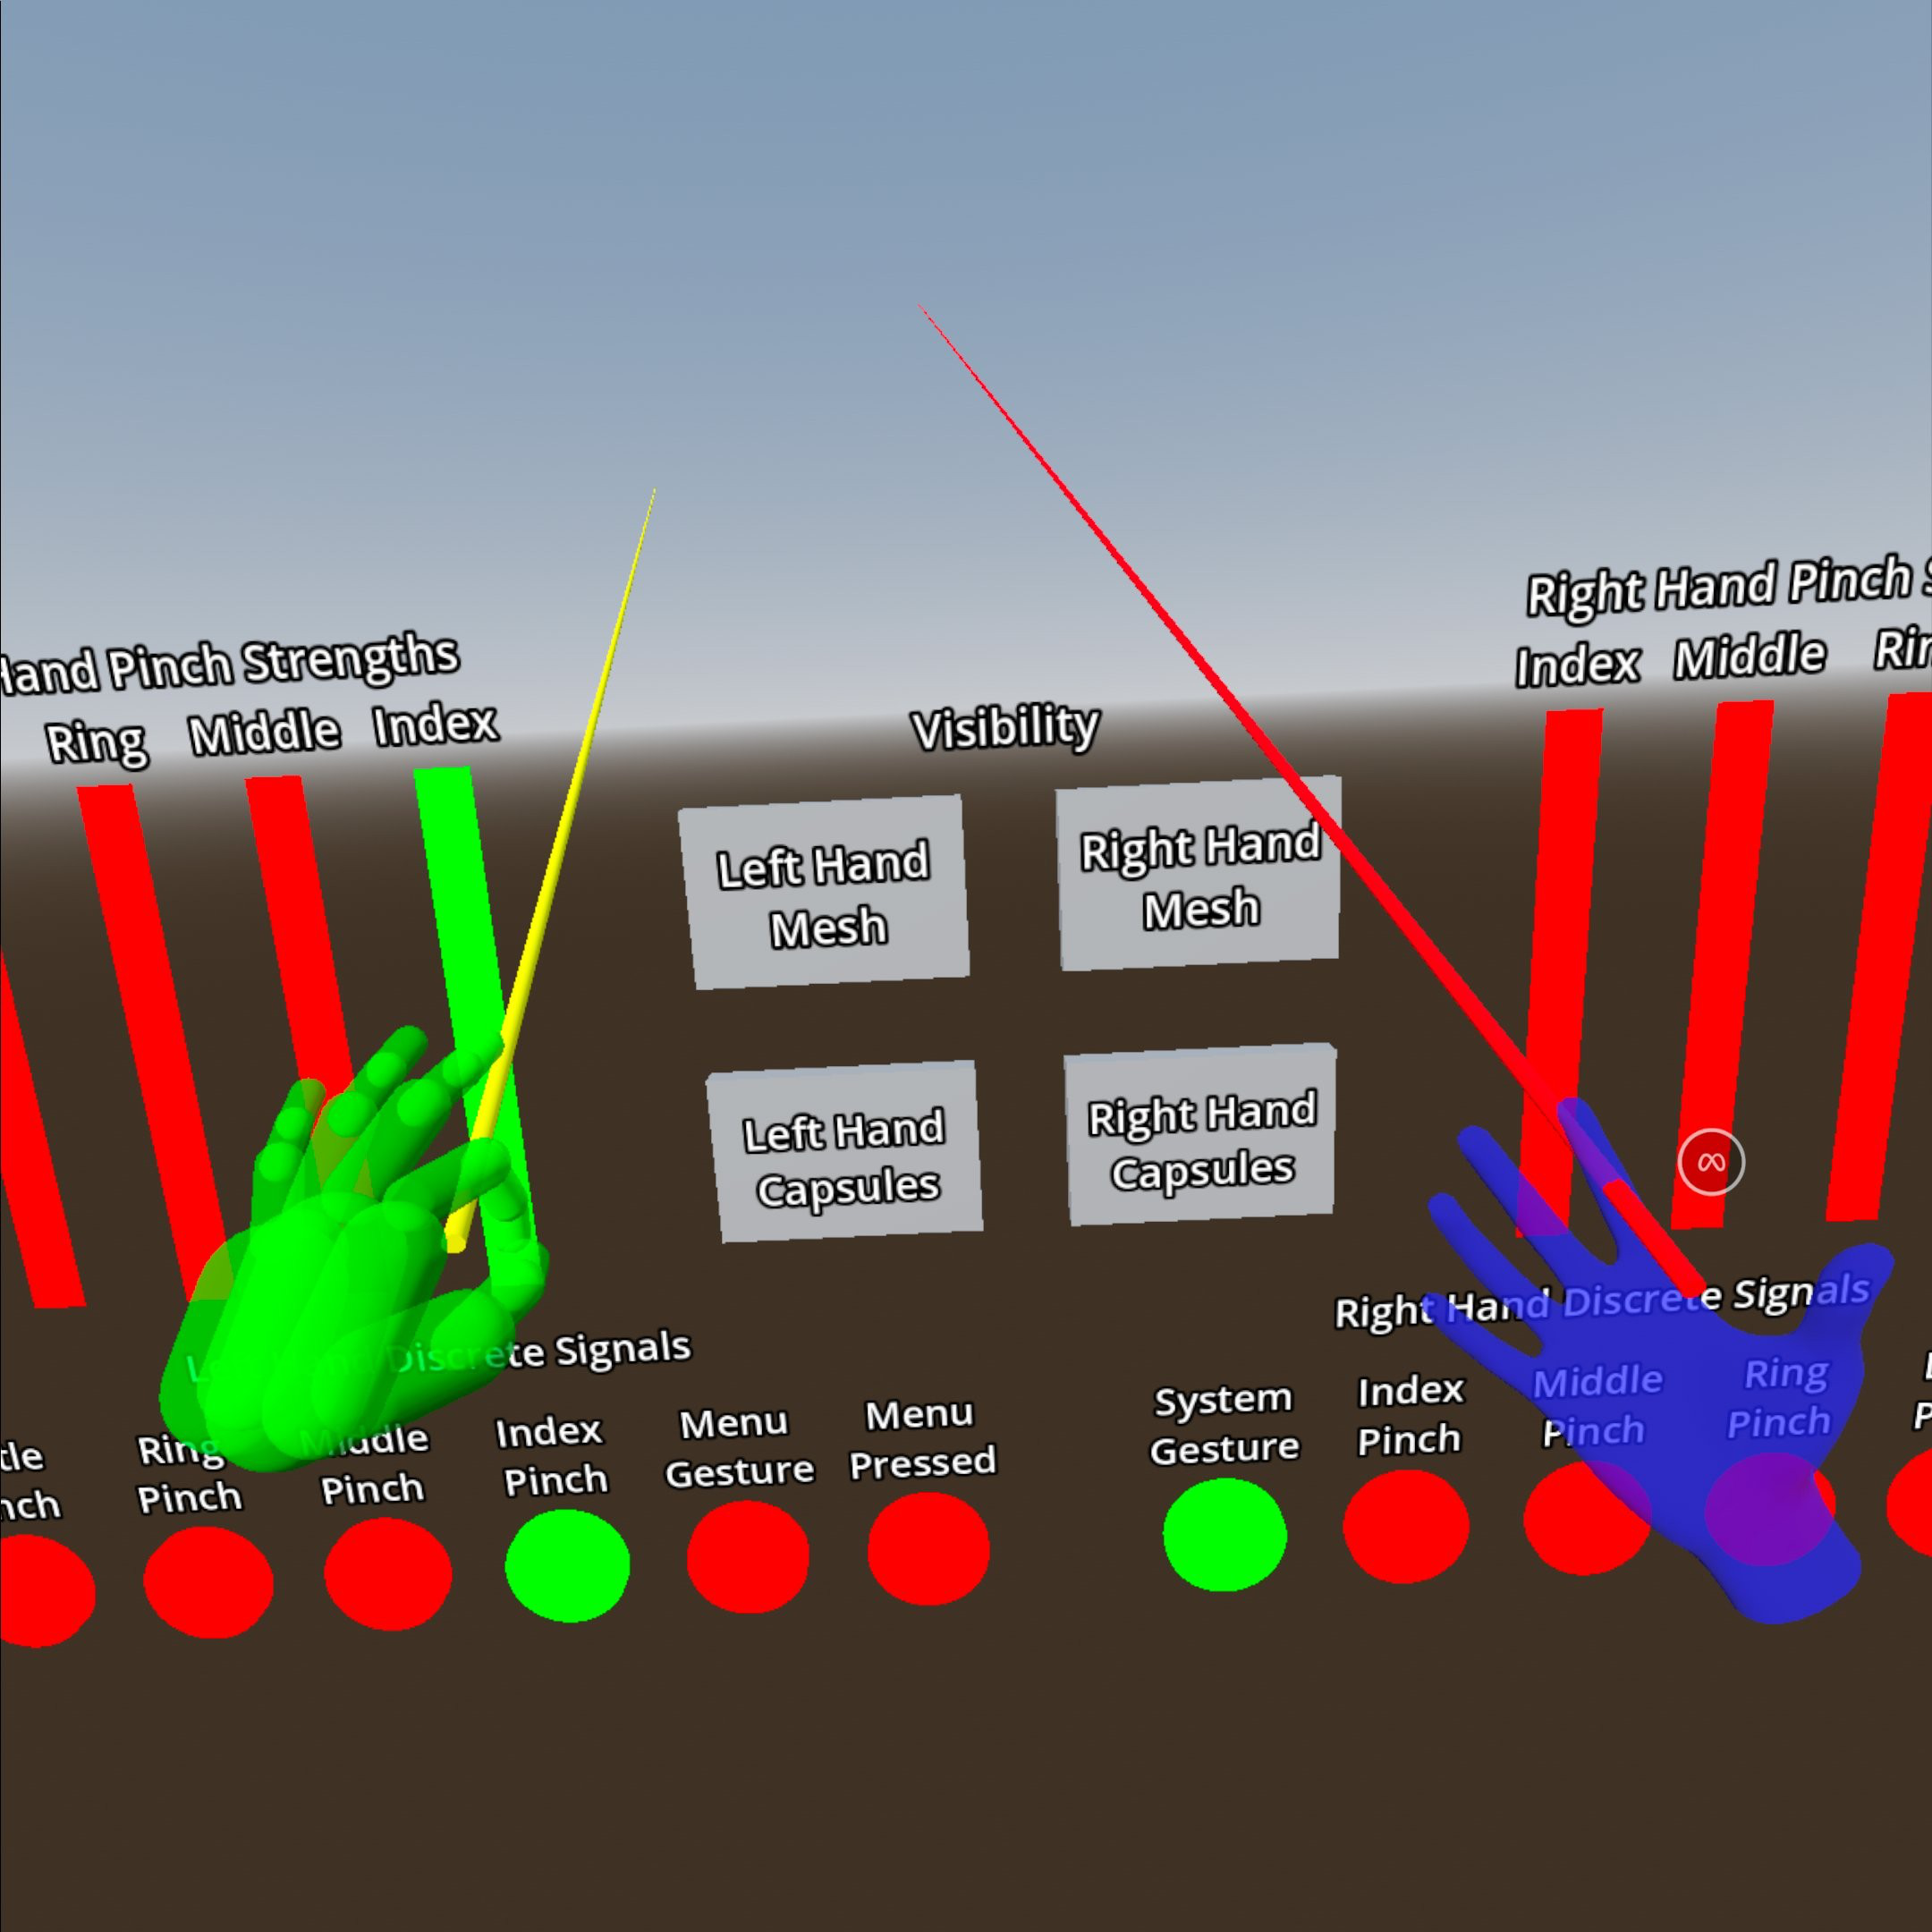 Hand Pinch Strengths
Ring Middle Index
Visibility
Right Hand Pinch
Index Middle
Left Hand
Mesh
Right Hand
Mesh
Left Hand
Capsules
Right Hand
Capsules
Discrete Signals
Ring
Pinch
Middle
Pinch
Index
Pinch
Menu
Gesture
Menu
Pressed
Right Hand Discrete Signals
System
Gesture
Index
Pinch
Middle
Pinch
Ring
Pinch